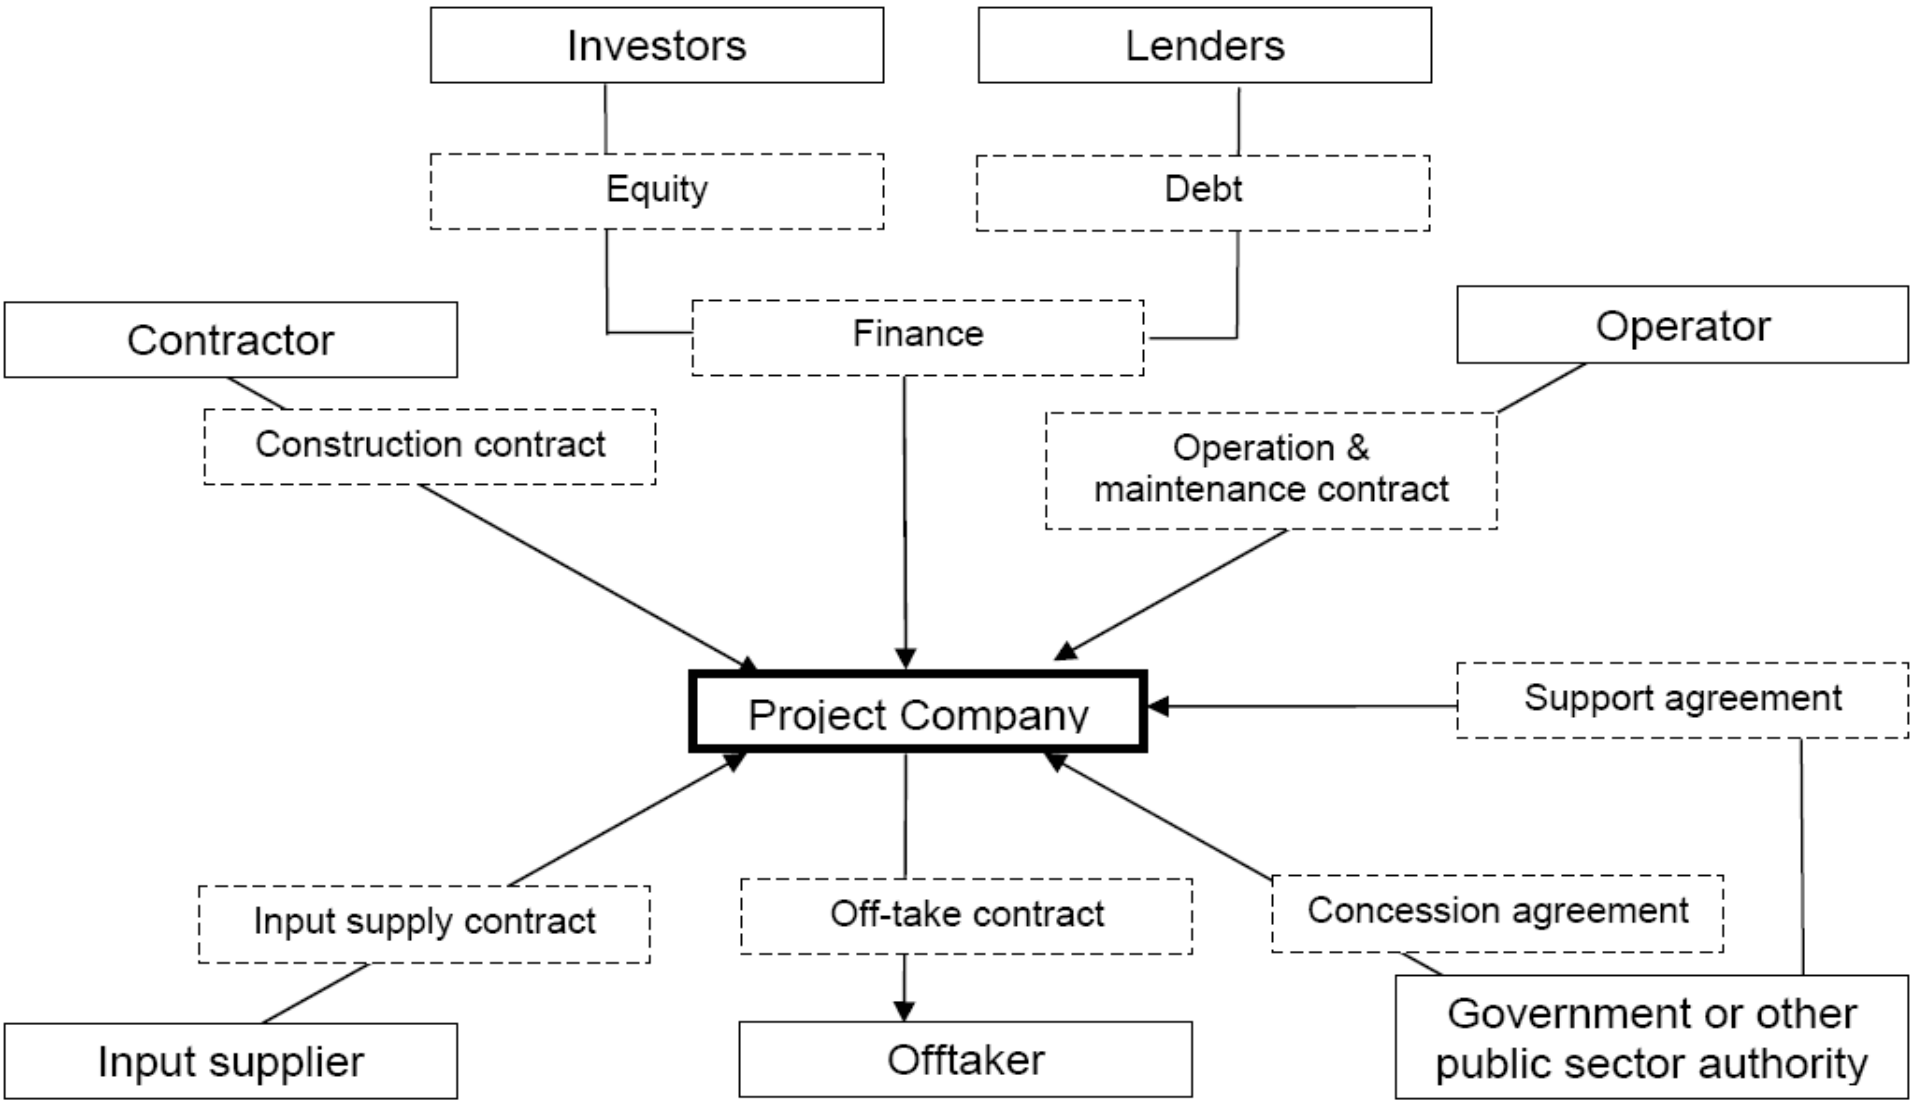 Investors
Lenders
Equity
Debt
Contractor
Finance
Operator
Construction contract
Operation &
maintenance contract
Project Company
Support agreement
Input supply contract
Off-take contract
Concession agreement
Input supplier
Offtaker
Government or other
public sector authority